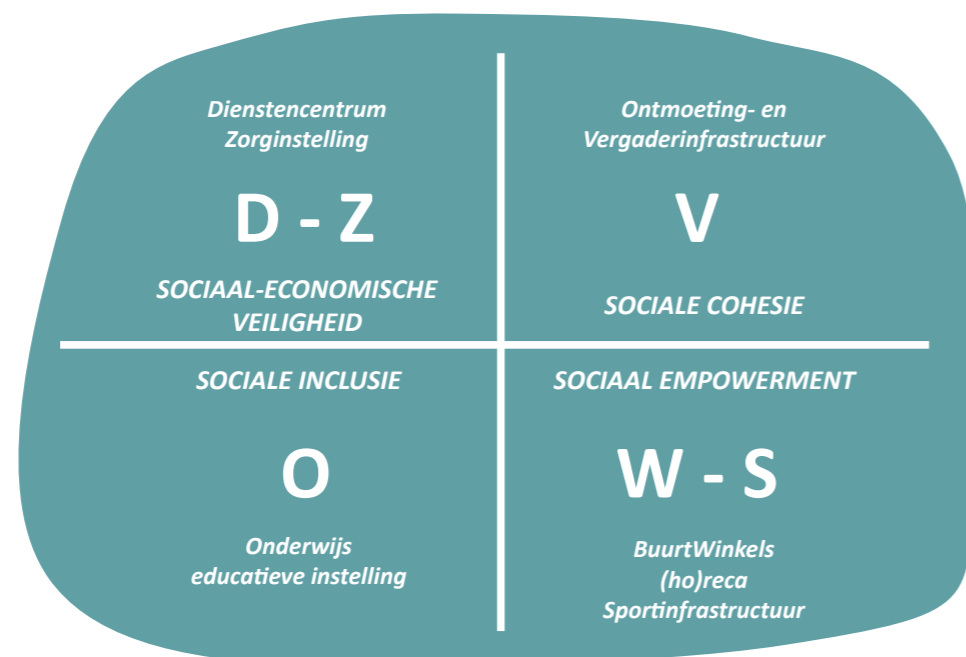 Dienstencentrum
Zorginstelling
D - Z
SOCIAAL-ECONOMISCHE
VEILIGHEID
Ontmoeting- en
Vergaderinfrastructuur
V
SOCIALE COHESIE
SOCIALE INCLUSIE
O
Onderwijs
educatieve instelling
SOCIAAL EMPOWERMENT
W - S
BuurtWinkels
(ho)reca
Sportinfrastructuur